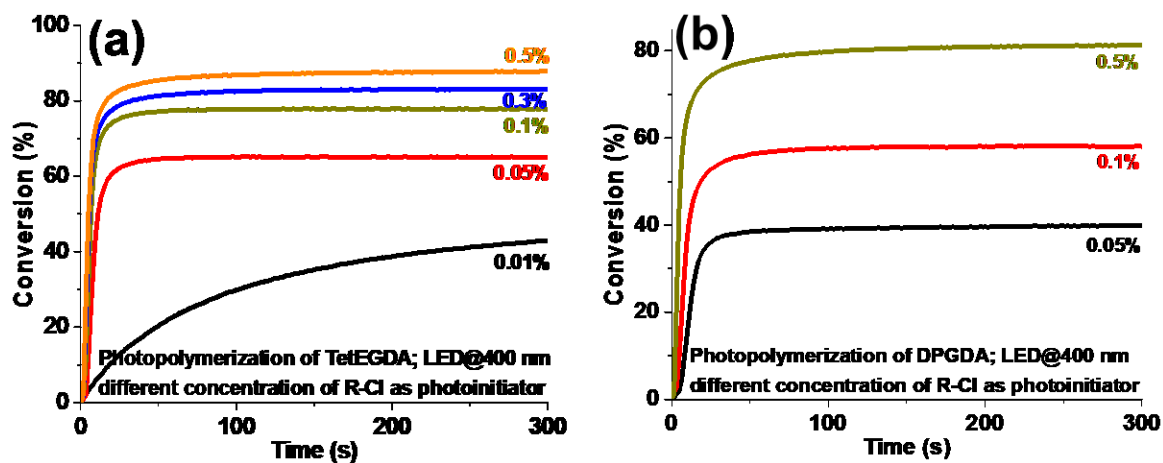 (a)
100
80
60
40
20
0
Conversion (%)
0.5%
0.3%
0.1%
0.05%
0.01%
Photopolymerization of TetEGDA; LED@400 nm
different concentration of R-Cl as photoinitiator
0 100 200 300
Time (s)
(b)
80
60
40
20
0
Conversion (%)
0.5%
0.1%
0.05%
Photopolymerization of DPGDA; LED@400 nm
different concentration of R-Cl as photoinitiator
0 100 200 300
Time (s)